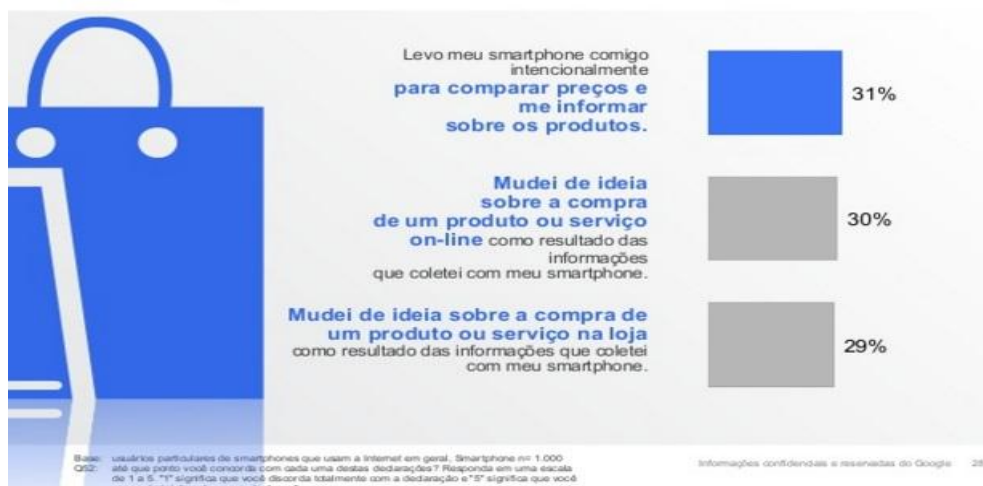 Levo meu smartphone comigo
intencionalmente
para comparar preços e
me informar
sobre os produtos.
31%
Mudei de ideia
sobre a compra
de um produto ou serviço
on-line como resultado das
informações
que coletei com meu smartphone.
30%
Mudei de ideia sobre a compra de
um produto ou serviço na loja
como resultado das informações que coletei
com meu smartphone.
29%
Base: usuários particulares de smartphones que usam a Internet em geral, Smartphone n= 1.000
Q52: até que ponto você concorda com cada uma destas declarações? Responda em uma escala
de 1 a 5. "1" significa que você discorda totalmente com a declaração e "5" significa que você
Informações confidenciais e reservadas do Google 28